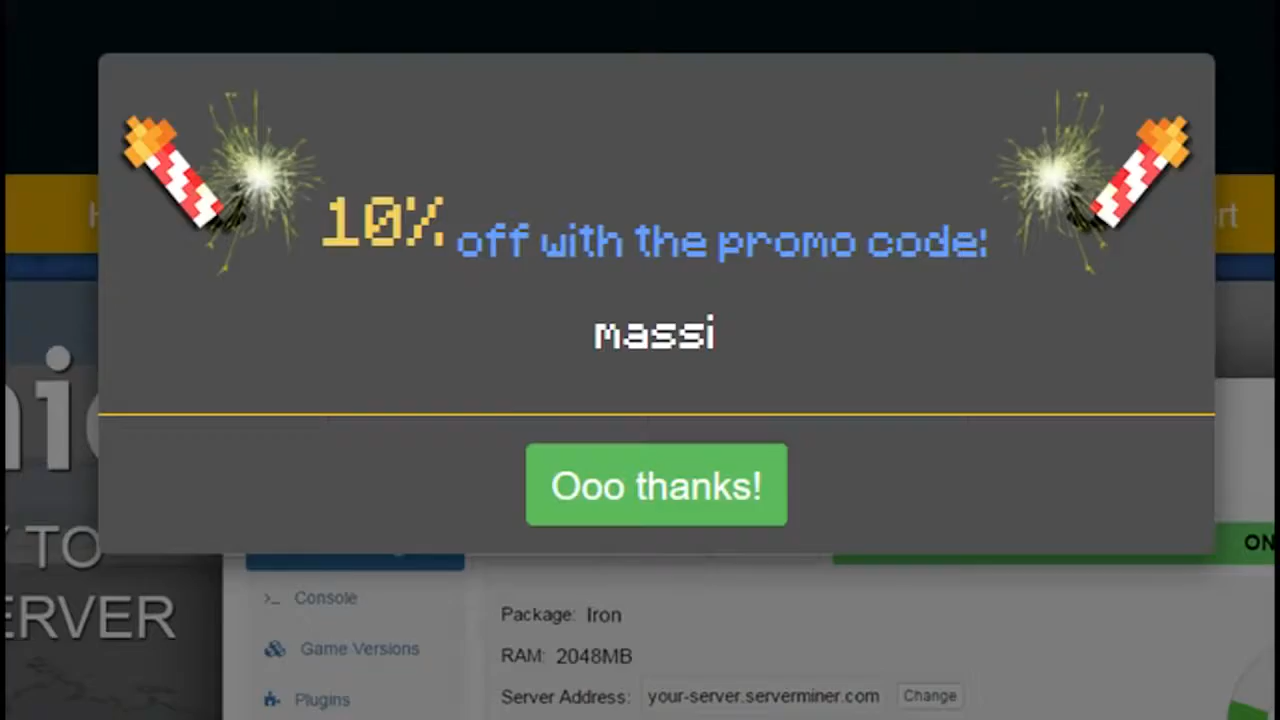 10% off with the promo code:
massi
Ooo thanks!
TO
ERVER
ON
>_ Console
Game Versions
Plugins
Package: Iron
RAM: 2048MB
Server Address: your-server.serverminer.com Change